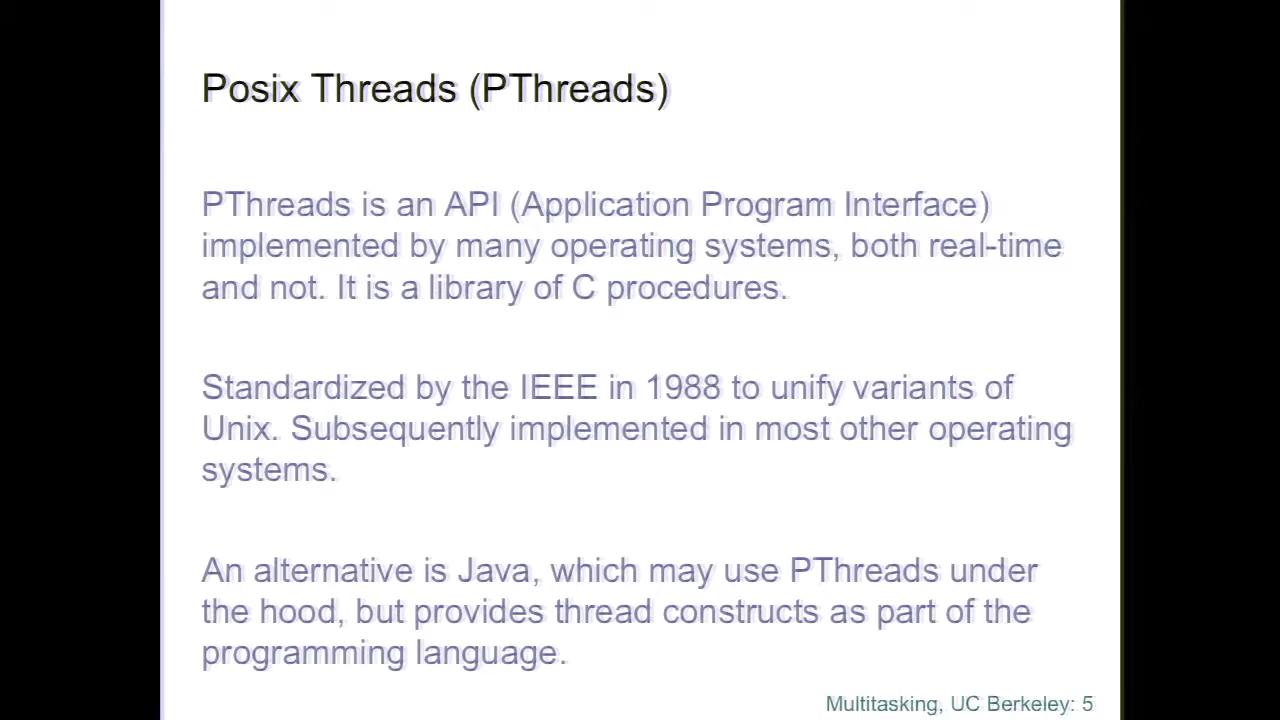 Posix Threads (PThreads)
PThreads is an API (Application Program Interface)
implemented by many operating systems, both real-time
and not. It is a library of C procedures.
Standardized by the IEEE in 1988 to unify variants of
Unix. Subsequently implemented in most other operating
systems.
An alternative is Java, which may use PThreads under
the hood, but provides thread constructs as part of the
programming language.
Multitasking, UC Berkeley: 5